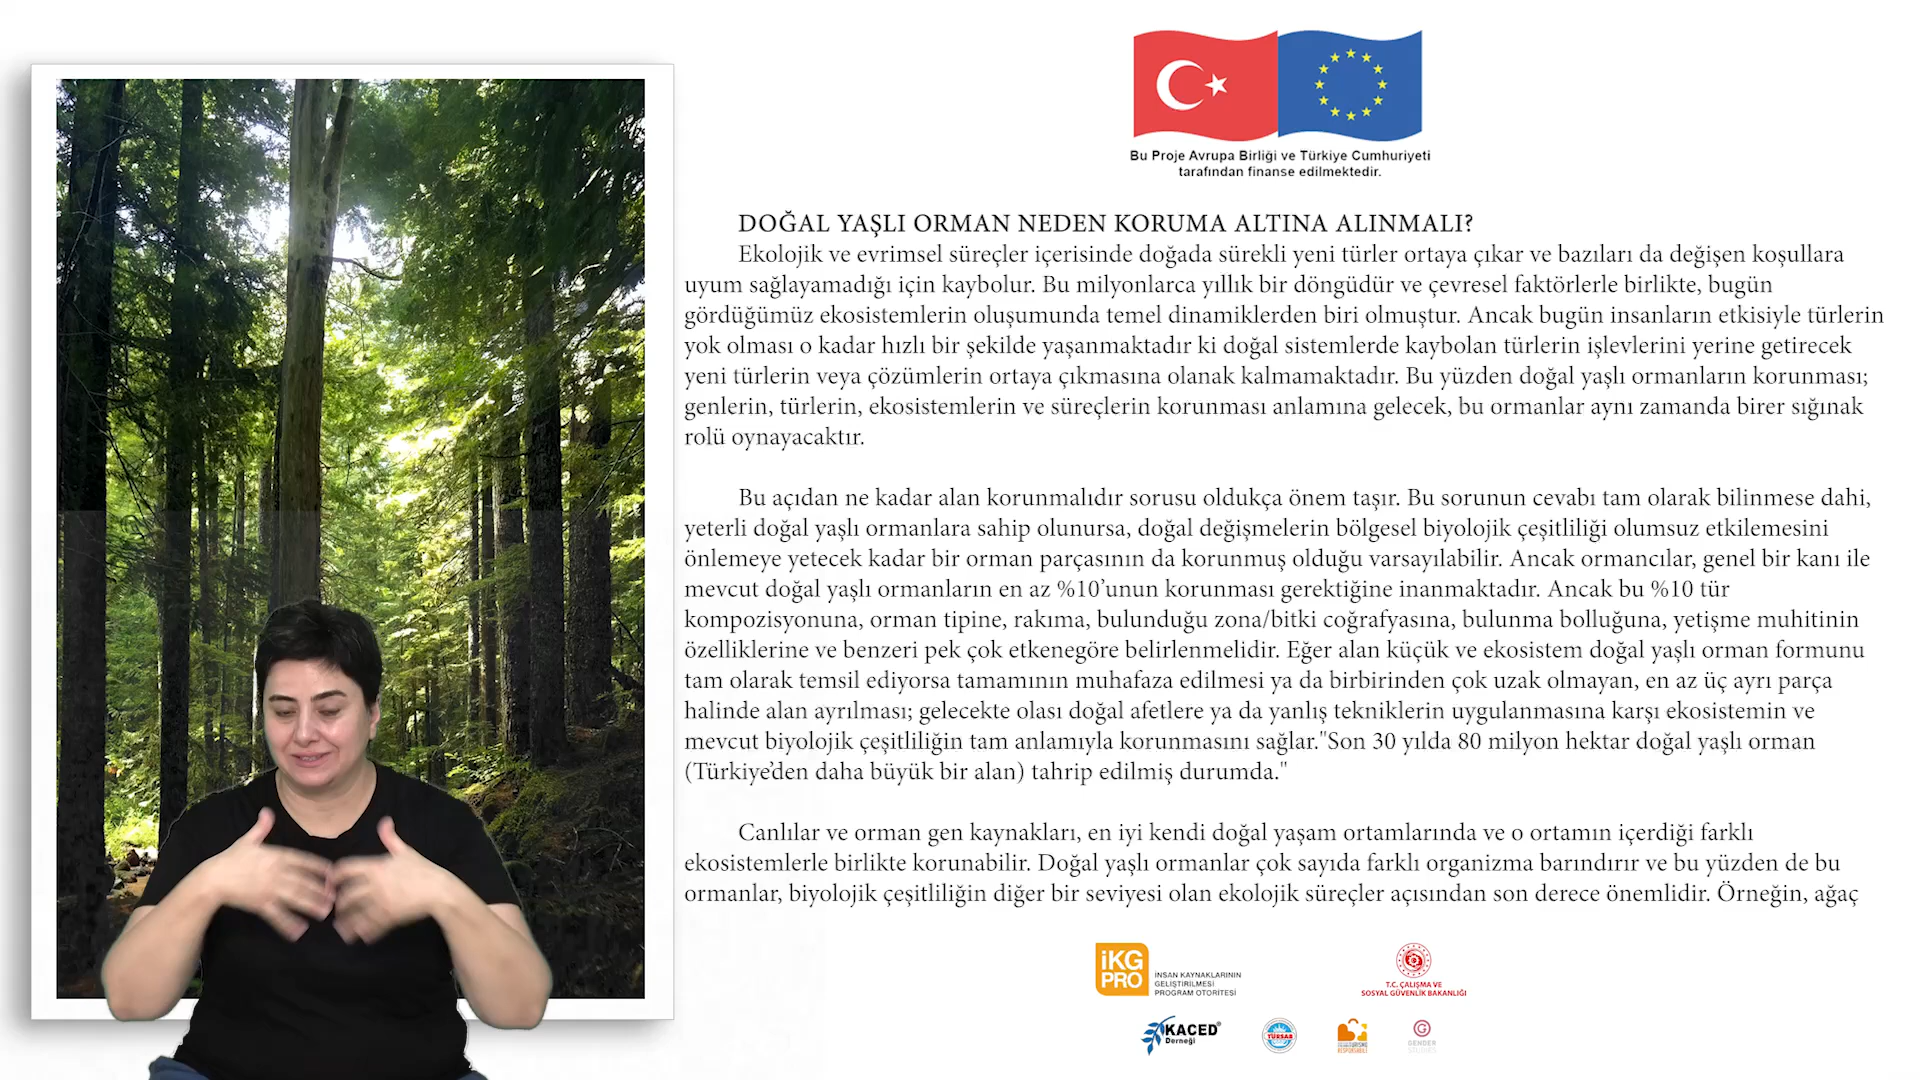 Bu Proje Avrupa Birliği ve Türkiye Cumhuriyeti
tarafından finanse edilmektedir.
DOĞAL YAŞLI ORMAN NEDEN KORUMA ALTINA ALINMALI?
Ekolojik ve evrimsel süreçler içerisinde doğada sürekli yeni türler ortaya çıkar ve bazıları da değişen koşullara
uyum sağlayamadığı için kaybolur. Bu milyonlarca yıllık bir döngüdür ve çevresel faktörlerle birlikte, bugün
gördüğümüz ekosistemlerin oluşumunda temel dinamiklerden biri olmuştur. Ancak bugün insanların etkisiyle türlerin
yok olması o kadar hızlı bir şekilde yaşanmaktadır ki doğal sistemlerde kaybolan türlerin işlevlerini yerine getirecek
yeni türlerin veya çözümlerin ortaya çıkmasına olanak kalmamaktadır. Bu yüzden doğal yaşlı ormanların korunması;
genlerin, türlerin, ekosistemlerin ve süreçlerin korunması anlamına gelecek, bu ormanlar aynı zamanda birer sığınak
rolü oynayacaktır.
Bu açıdan ne kadar alan korunmalıdır sorusu oldukça önem taşır. Bu sorunun cevabı tam olarak bilinmese dahi,
yeterli doğal yaşlı ormanlara sahip olunursa, doğal değişmelerin bölgesel biyolojik çeşitliliği olumsuz etkilemesini
önlemeye yetecek kadar bir orman parçasının da korunmuş olduğu varsayılabilir. Ancak ormancılar, genel bir kanı ile
mevcut doğal yaşlı ormanların en az %10’unun korunması gerektiğine inanmaktadır. Ancak bu %10 tür
kompozisyonuna, orman tipine, rakıma, bulunduğu zona/bitki coğrafyasına, bulunma bolluğuna, yetişme muhitinin
özelliklerine ve benzeri pek çok etkenegöre belirlenmelidir. Eğer alan küçük ve ekosistem doğal yaşlı orman formunu
tam olarak temsil ediyorsa tamamının muhafaza edilmesi ya da birbirinden çok uzak olmayan, en az üç ayrı parça
halinde alan ayrılması; gelecekte olası doğal afetlere ya da yanlış tekniklerin uygulanmasına karşı ekosistemin ve
mevcut biyolojik çeşitliliğin tam anlamıyla korunmasını sağlar."Son 30 yılda 80 milyon hektar doğal yaşlı orman
(Türkiye’den daha büyük bir alan) tahrip edilmiş durumda."
Canlılar ve orman gen kaynakları, en iyi kendi doğal yaşam ortamlarında ve o ortamın içerdiği farklı
ekosistemlerle birlikte korunabilir. Doğal yaşlı ormanlar çok sayıda farklı organizma barındırır ve bu yüzden de bu
ormanlar, biyolojik çeşitliliğin diğer bir seviyesi olan ekolojik süreçler açısından son derece önemlidir. Örneğin, ağaç
iKG
PRO
İNSAN KAYNAKLARININ
GELİŞTİRİLMESİ
PROGRAM OTORİTESİ
T.C. ÇALIŞMA VE
SOSYAL GÜVENLİK BAKANLIĞI
KACED®
Derneği
TÜRSAB
RESPONSABILE
GENDER
STUDIES